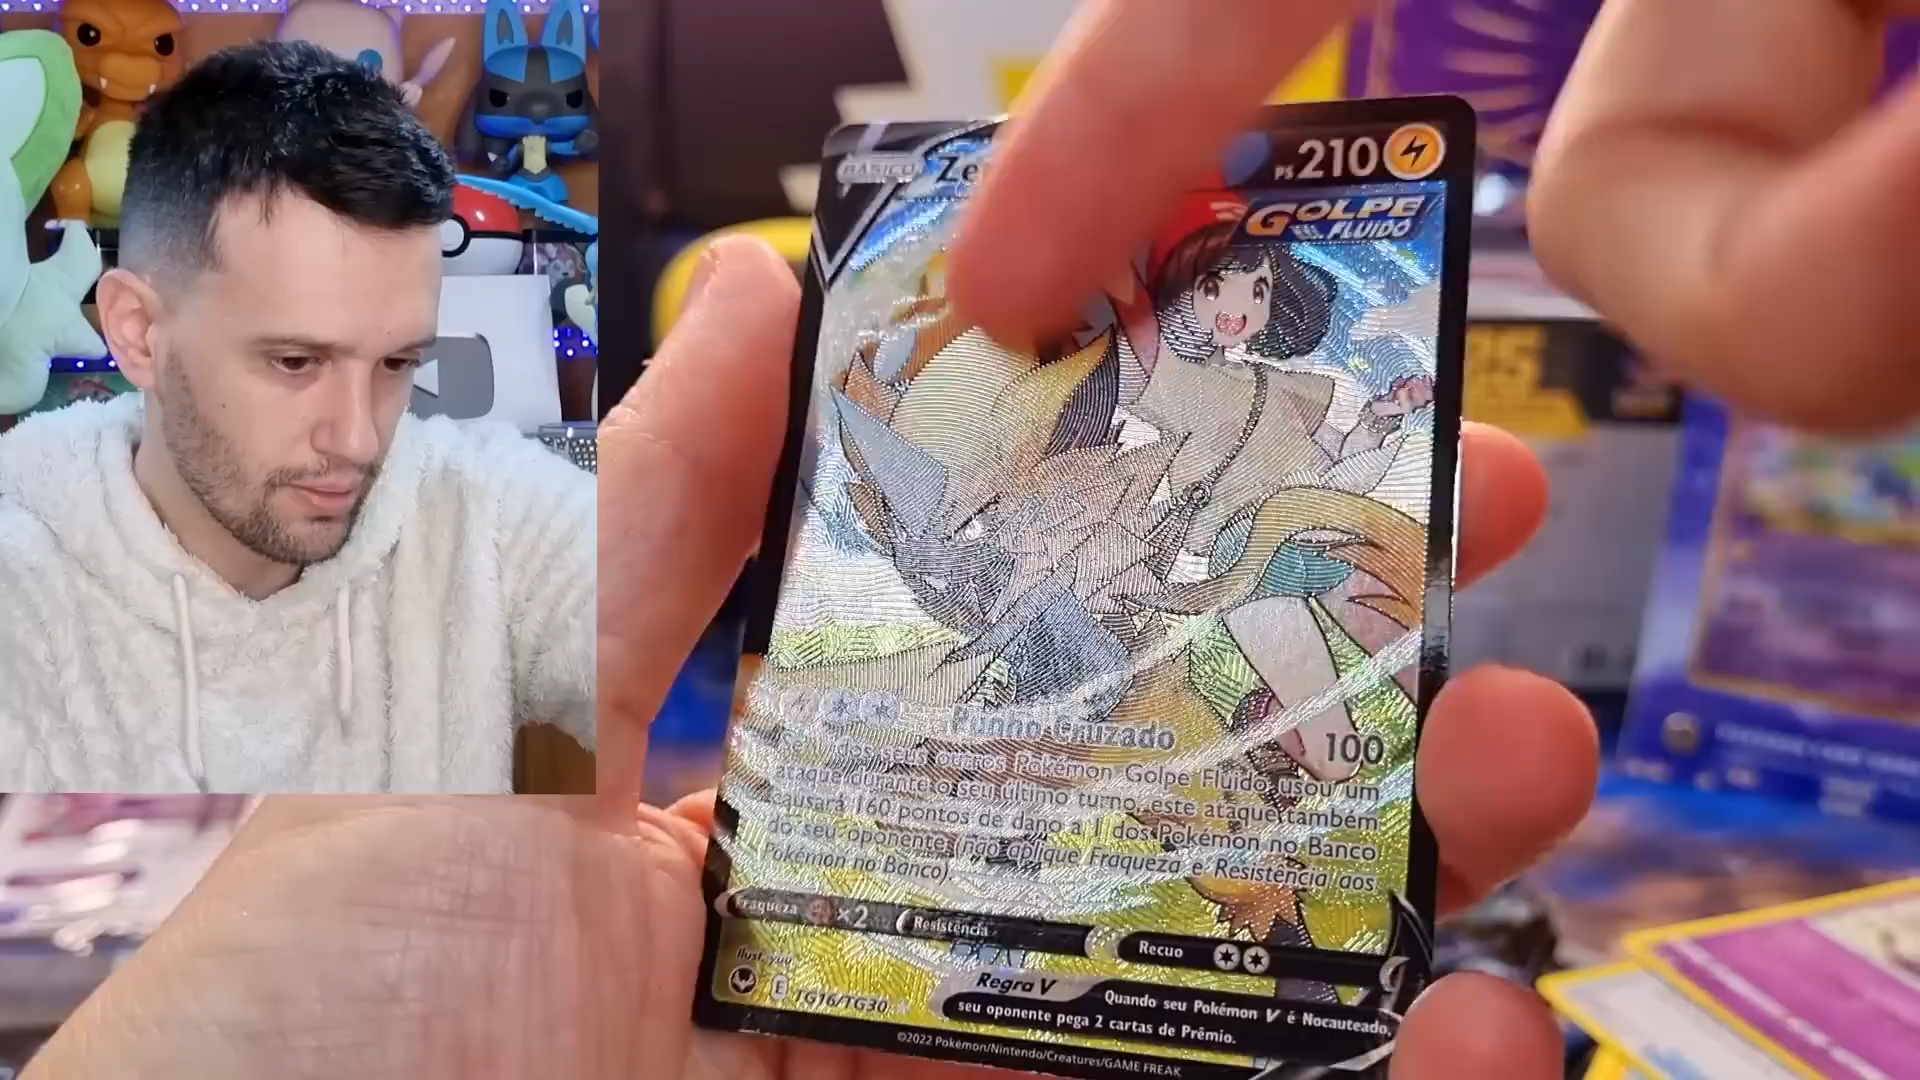 BÁSICO
PS 210
GOLPE
FLUIDO
Punho Cruzado 100
dos seus outros Pokémon Golpe Fluido usou um
ataque durante o seu último turno, este ataque também
causará 160 pontos de dano a 1 dos Pokémon no Banco
do seu oponente (não aplique Fraqueza e Resistência aos
Pokémon no Banco).
Fraqueza ×2 Resistência Recuo
Illust. yuu
E TG16/TG30
Regra V Quando seu Pokémon V é Nocauteado,
seu oponente pega 2 cartas de Prêmio.
©2022 Pokémon/Nintendo/Creatures/GAME FREAK